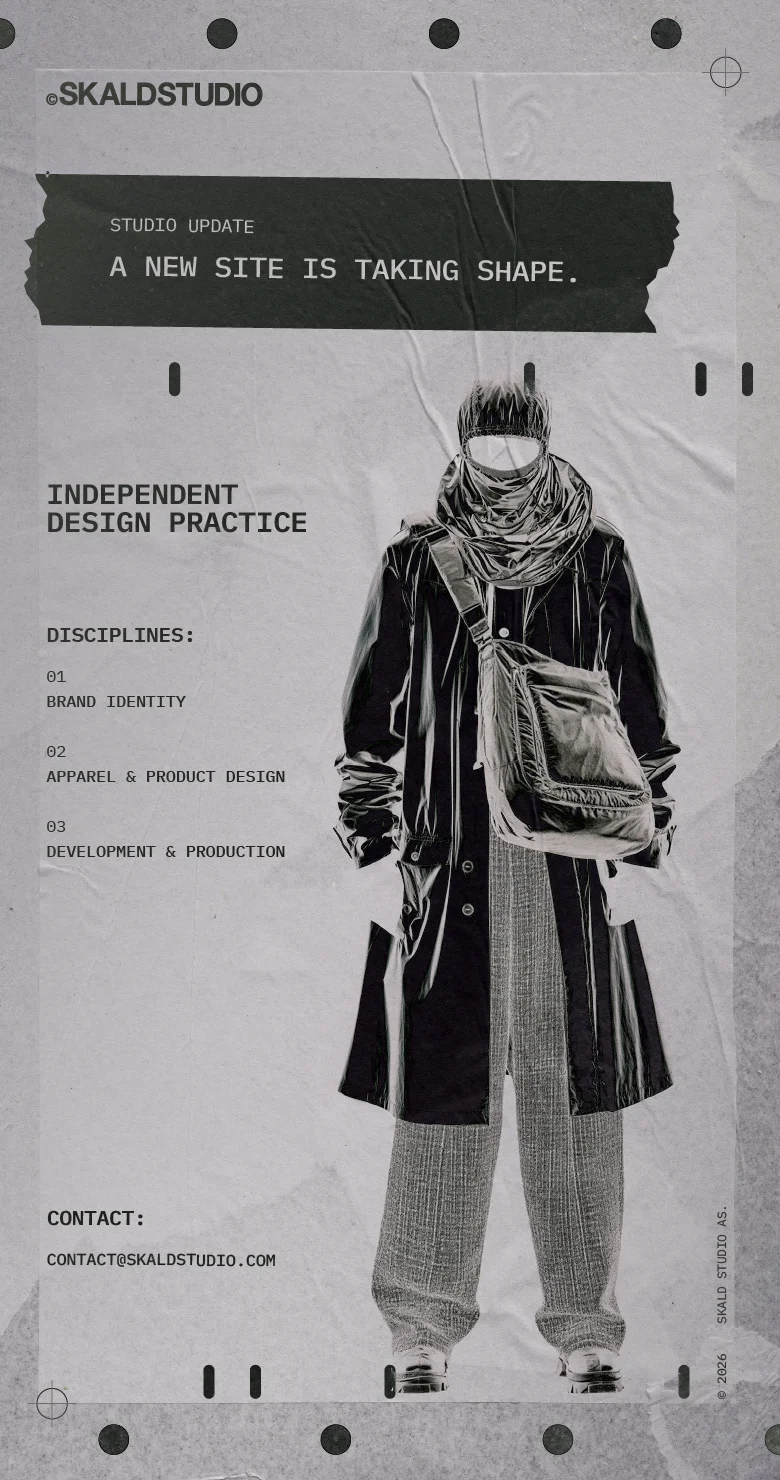 ©SKALDSTUDIO
STUDIO UPDATE
A NEW SITE IS TAKING SHAPE.
INDEPENDENT
DESIGN PRACTICE
DISCIPLINES:
01
BRAND IDENTITY
02
APPAREL & PRODUCT DESIGN
03
DEVELOPMENT & PRODUCTION
CONTACT:
CONTACT@SKALDSTUDIO.COM
© 2026 SKALD STUDIO AS.